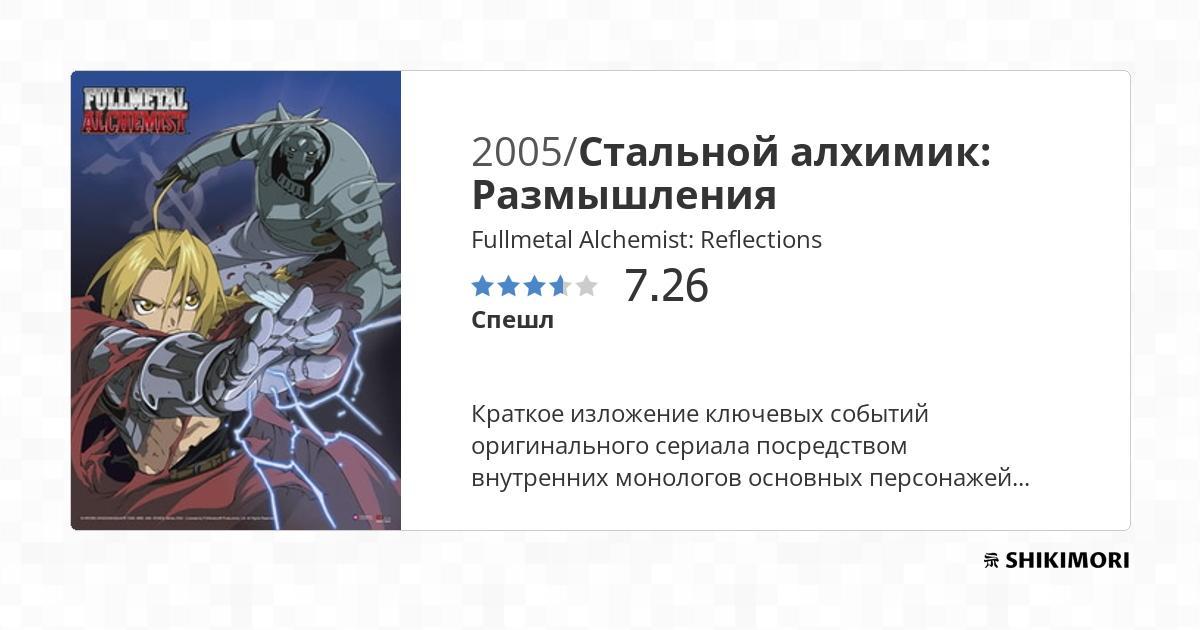 FULLMETAL
ALCHEMIST
2005/Стальной алхимик:
Размышления
Fullmetal Alchemist: Reflections
7.26
Спешл
Краткое изложение ключевых событий
оригинального сериала посредством
внутренних монологов основных персонажей...
SHIKIMORI